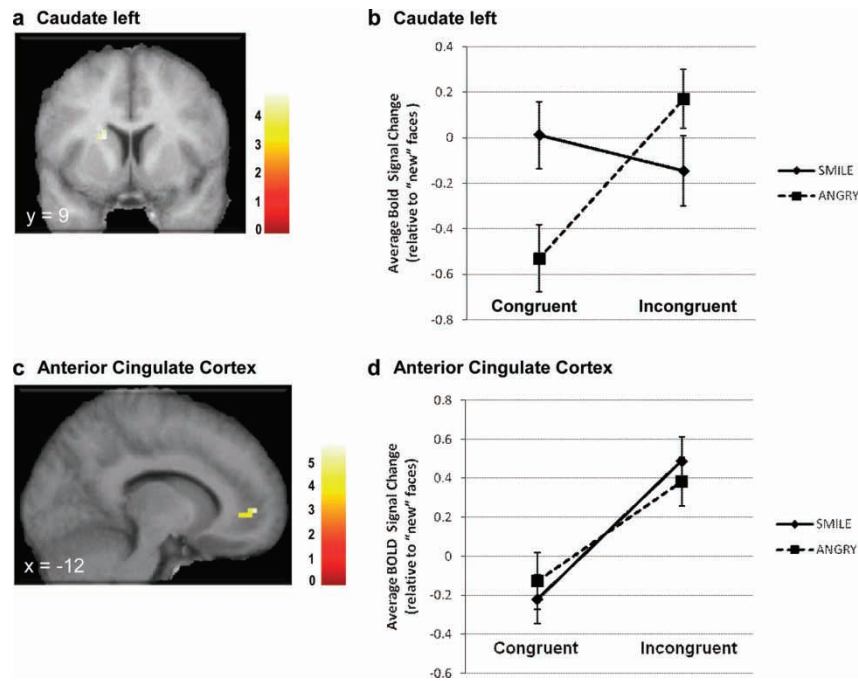 a Caudate left
4
3
2
1
0
y = 9
b Caudate left
Average Bold Signal Change
(relative to "new" faces )
0.4
0.2
0
-0.2
-0.4
-0.6
-0.8
Congruent Incongruent
SMILE
ANGRY
c Anterior Cingulate Cortex
5
4
3
2
1
0
x = -12
d Anterior Cingulate Cortex
Average BOLD Signal Change
(relative to "new" faces)
0.8
0.6
0.4
0.2
0
-0.2
-0.4
-0.6
Congruent Incongruent
SMILE
ANGRY